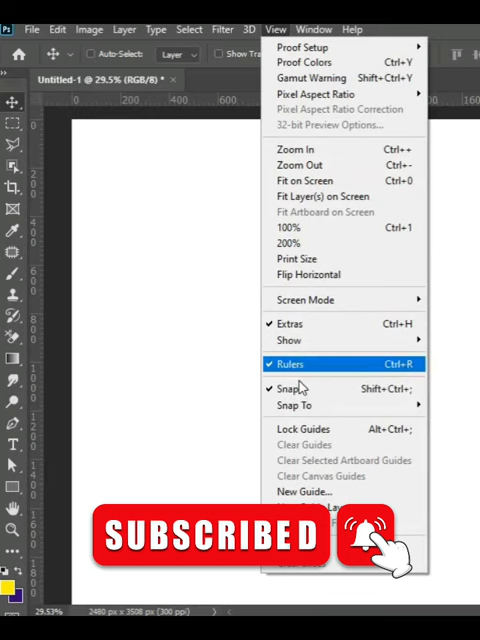 Ps File Edit Image Layer Type Select Filter 3D View Window Help
Auto-Select: Layer Show Tra
Untitled-1 @ 29.5% (RGB/8) * ×
0 200 400 600 1600
Proof Setup
Proof Colors Ctrl+Y
Gamut Warning Shift+Ctrl+Y
Pixel Aspect Ratio
Pixel Aspect Ratio Correction
32-bit Preview Options...
Zoom In Ctrl++
Zoom Out Ctrl+-
Fit on Screen Ctrl+0
Fit Layer(s) on Screen
Fit Artboard on Screen
100% Ctrl+1
200%
Print Size
Flip Horizontal
Screen Mode
Extras Ctrl+H
Show
Rulers Ctrl+R
Snap Shift+Ctrl+;
Snap To
Lock Guides Alt+Ctrl+;
Clear Guides
Clear Selected Artboard Guides
Clear Canvas Guides
New Guide...
SUBSCRIBED
29.53% 2480 px x 3508 px (300 ppi)